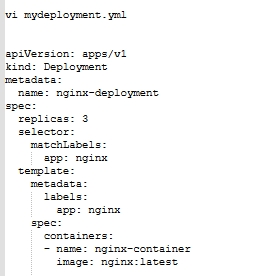 vi mydeployment.yml
apiVersion: apps/v1
kind: Deployment
metadata:
  name: nginx-deployment
spec:
  replicas: 3
  selector:
    matchLabels:
      app: nginx
  template:
    metadata:
      labels:
        app: nginx
    spec:
      containers:
      - name: nginx-container
        image: nginx:latest